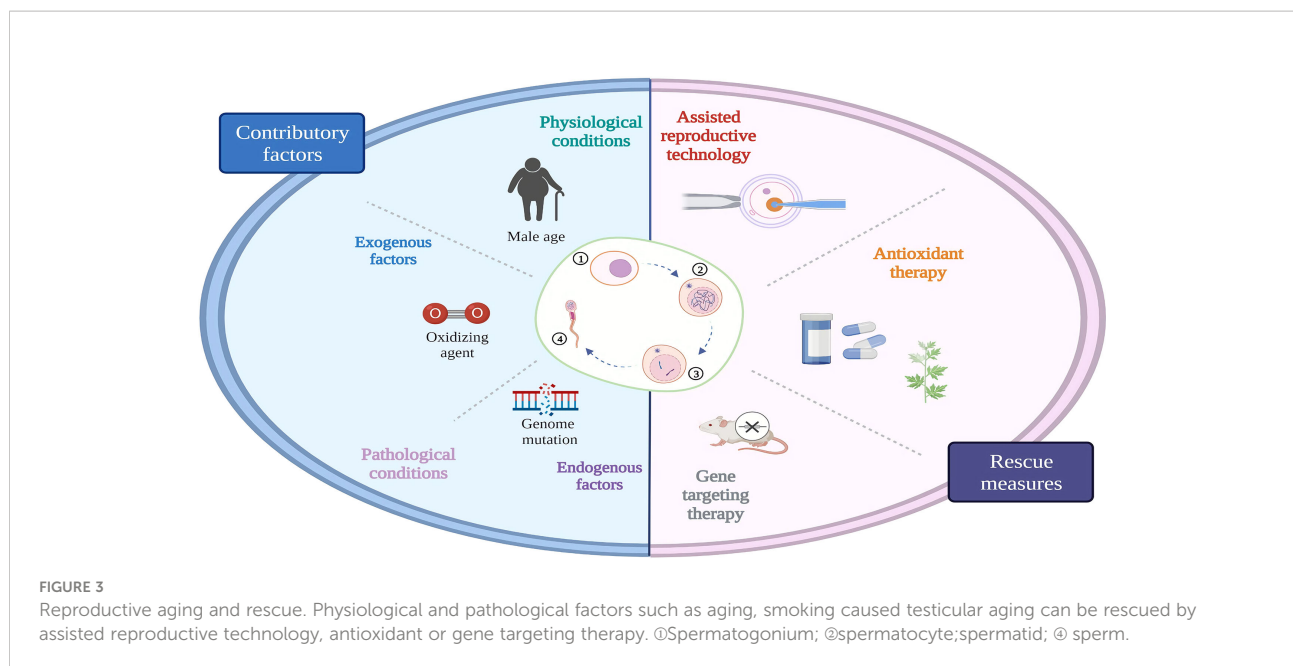 Contributory
factors
Physiological
conditions
Male age
Exogenous
factors
O O
Oxidizing
agent
Genome
mutation
Pathological
conditions
Endogenous
factors
①
②
③
④
Assisted
reproductive
technology
Antioxidant
therapy
Gene
targeting
therapy
Rescue
measures
FIGURE 3
Reproductive aging and rescue. Physiological and pathological factors such as aging, smoking caused testicular aging can be rescued by
assisted reproductive technology, antioxidant or gene targeting therapy. ①Spermatogonium; ②spermatocyte;spermatid; ④ sperm.